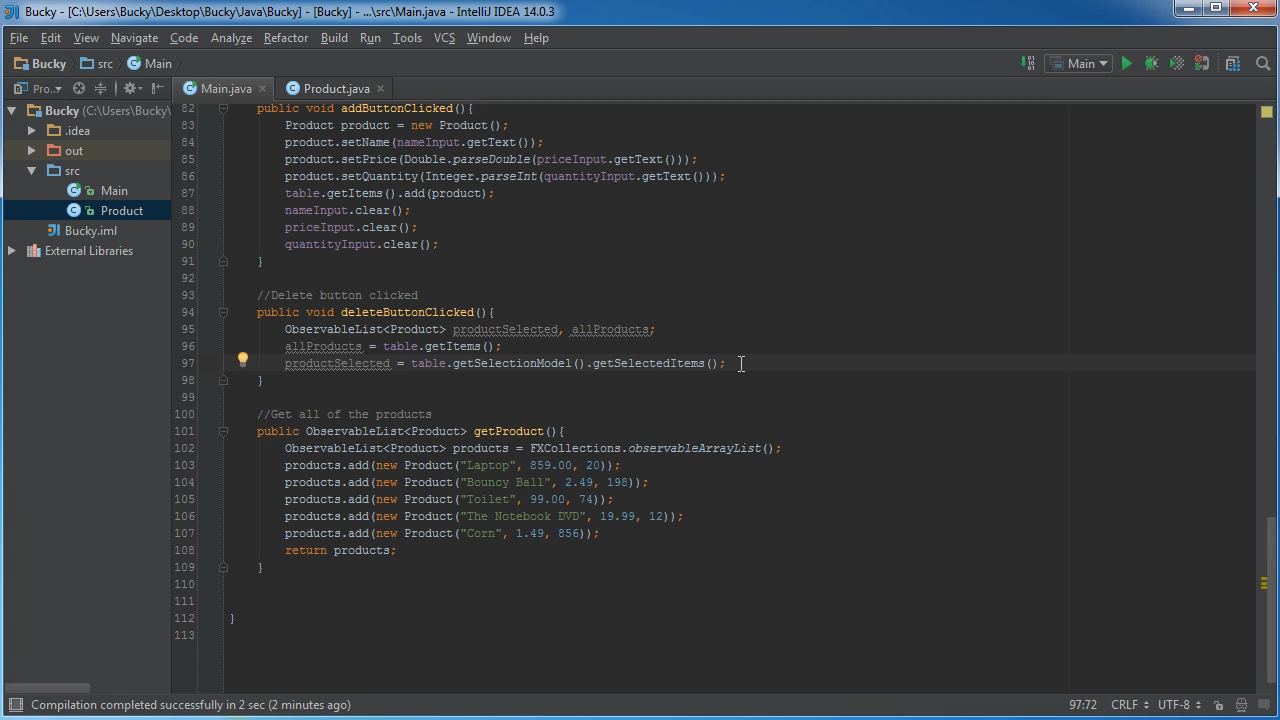 Bucky - [C:\Users\Bucky\Desktop\Bucky\Java\Bucky] - [Bucky] - ...\src\Main.java - IntelliJ IDEA 14.0.3
File Edit View Navigate Code Analyze Refactor Build Run Tools VCS Window Help
Bucky src Main Main
Pro... Main.java Product.java
Bucky (C:\Users\Bucky\
.idea
out
src
Main
Product
Bucky.iml
External Libraries
82 public void addButtonClicked(){
83 Product product = new Product();
84 product.setName(nameInput.getText());
85 product.setPrice(Double.parseDouble(priceInput.getText()));
86 product.setQuantity(Integer.parseInt(quantityInput.getText()));
87 table.getItems().add(product);
88 nameInput.clear();
89 priceInput.clear();
90 quantityInput.clear();
91 }
92
93 //Delete button clicked
94 public void deleteButtonClicked(){
95 ObservableList<Product> productSelected, allProducts;
96 allProducts = table.getItems();
97 productSelected = table.getSelectionModel().getSelectedItems();
98 }
99
100 //Get all of the products
101 public ObservableList<Product> getProduct(){
102 ObservableList<Product> products = FXCollections.observableArrayList();
103 products.add(new Product("Laptop", 859.00, 20));
104 products.add(new Product("Bouncy Ball", 2.49, 198));
105 products.add(new Product("Toilet", 99.00, 74));
106 products.add(new Product("The Notebook DVD", 19.99, 12));
107 products.add(new Product("Corn", 1.49, 856));
108 return products;
109 }
110
111
112 }
113
Compilation completed successfully in 2 sec (2 minutes ago) 97:72 CRLF UTF-8